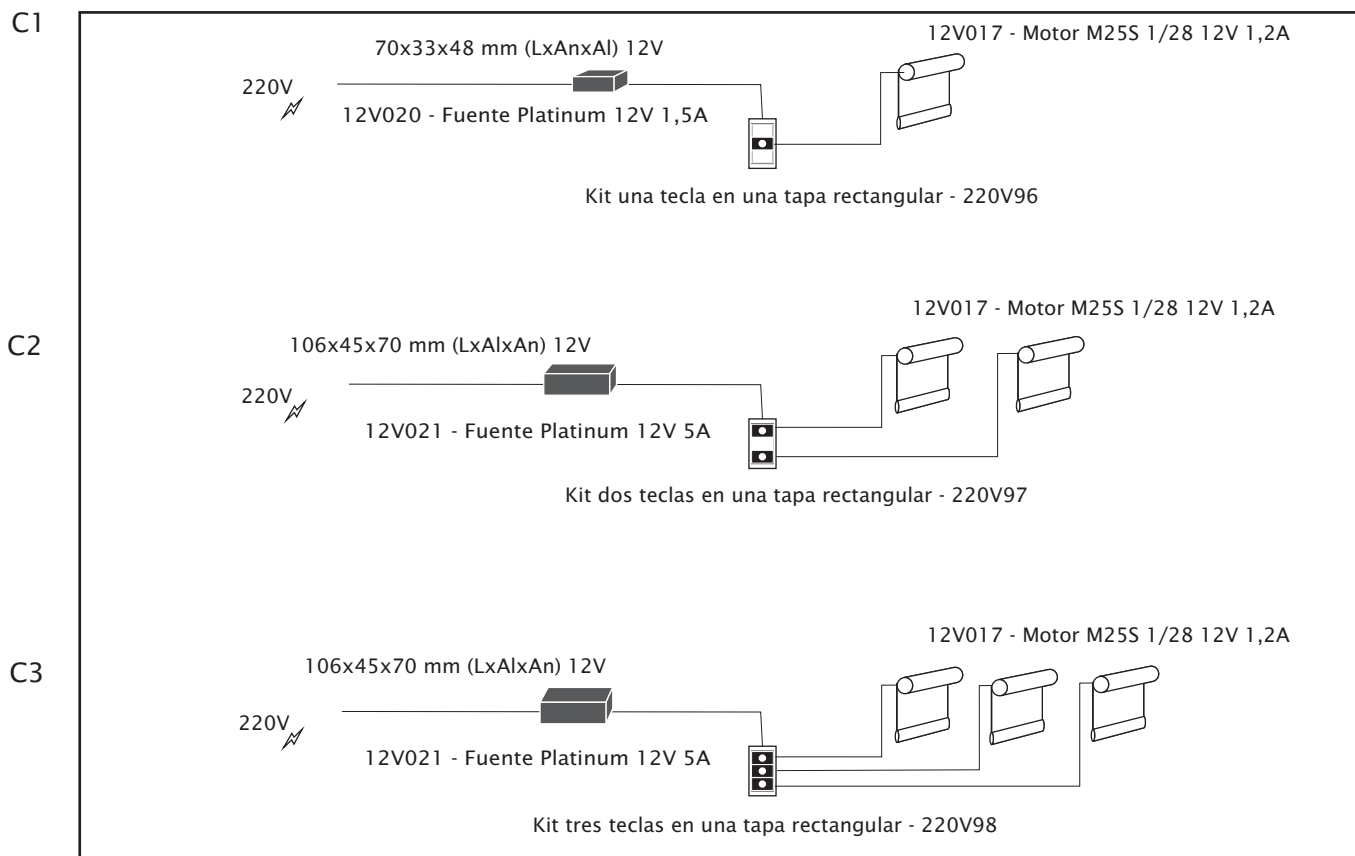 C1
12V017 - Motor M25S 1/28 12V 1,2A
70x33x48 mm (LxAnxAl) 12V
220V
12V020 - Fuente Platinum 12V 1,5A
Kit una tecla en una tapa rectangular - 220V96
C2
12V017 - Motor M25S 1/28 12V 1,2A
106x45x70 mm (LxAlxAn) 12V
220V
12V021 - Fuente Platinum 12V 5A
Kit dos teclas en una tapa rectangular - 220V97
C3
12V017 - Motor M25S 1/28 12V 1,2A
106x45x70 mm (LxAlxAn) 12V
220V
12V021 - Fuente Platinum 12V 5A
Kit tres teclas en una tapa rectangular - 220V98